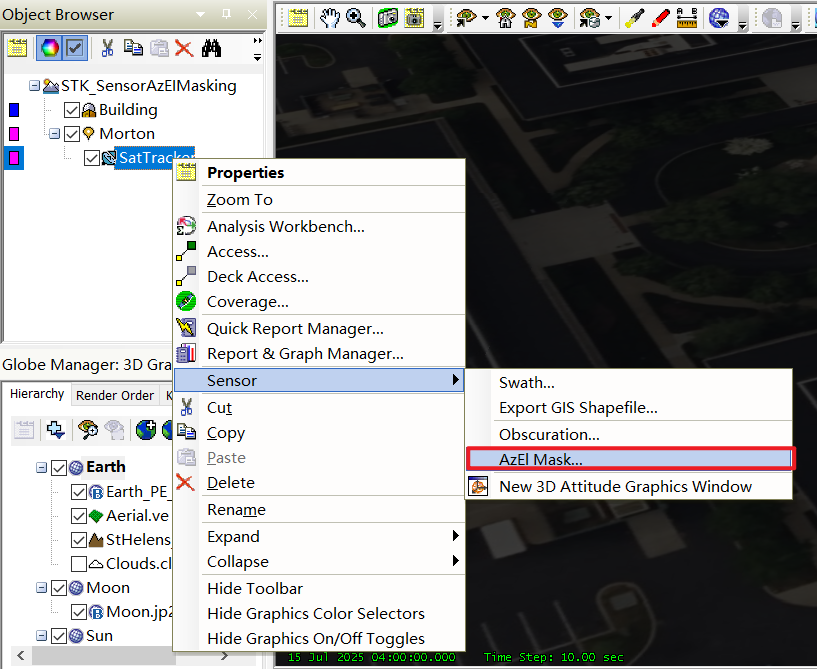 Object Browser
STK_SensorAzElMasking
Building
Morton
SatTracker
Properties
Zoom To
Analysis Workbench...
Access...
Deck Access...
Coverage...
Quick Report Manager...
Report & Graph Manager...
Sensor
Cut
Copy
Paste
Delete
Rename
Expand
Collapse
Hide Toolbar
Hide Graphics Color Selectors
Hide Graphics On/Off Toggles
Swath...
Export GIS Shapefile...
Obscuration...
AzEl Mask...
New 3D Attitude Graphics Window
Globe Manager: 3D Gra
Hierarchy
Render Order
Earth
Earth_PE_
Aerial.ve
StHelens
Clouds.cl
Moon
Moon.jp2
Sun
15 Jul 2025 04:00:00.000
Time Step: 10.00 sec